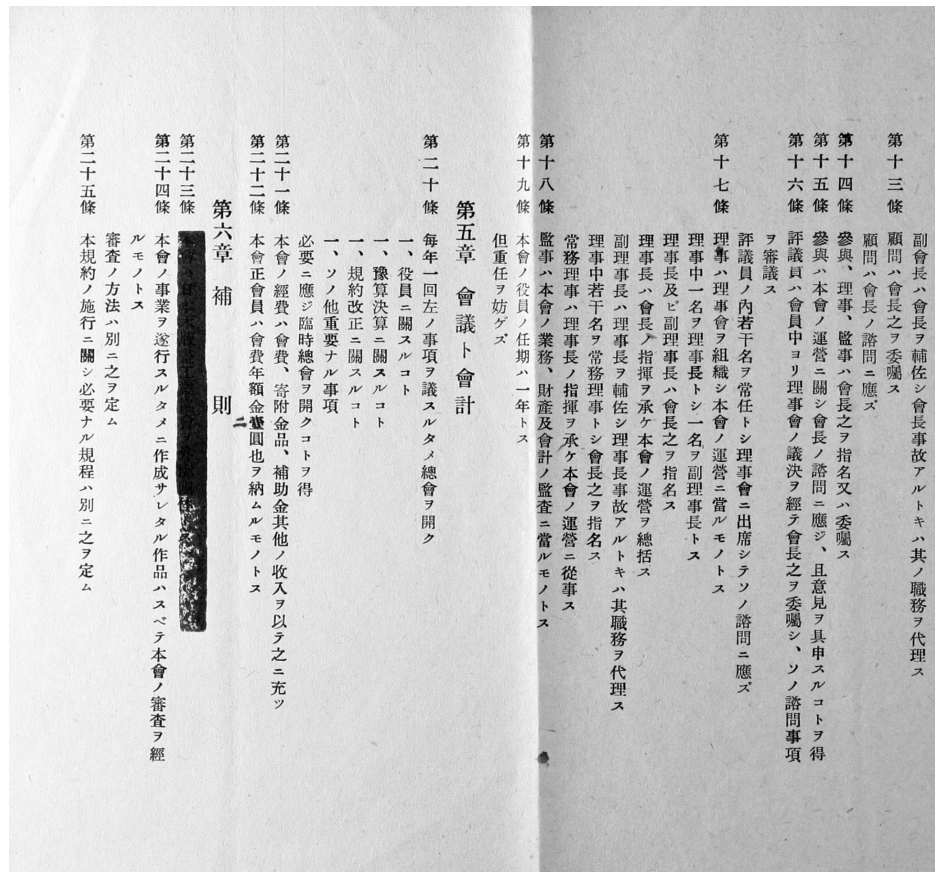 副會長ハ會長ヲ輔佐シ會長事故アルトキハ其ノ職務ヲ代理ス
第十三條 顧問ハ會長之ヲ委囑ス
顧問ハ會長ノ諮問ニ應ズ
第十四條 參與、理事、監事ハ會長之ヲ指名又ハ委囑ス
第十五條 參與ハ本會ノ運營ニ關シ會長ノ諮問ニ應ジ、且意見ヲ具申スルコトヲ得
第十六條 評議員ハ會員中ヨリ理事會ノ議決ヲ經テ會長之ヲ委囑シ、ソノ諮問事項
ヲ審議ス
評議員ノ內若干名ヲ常任トシ理事會ニ出席シテソノ諮問ニ應ズ
第十七條 理事ハ理事會ヲ組織シ本會ノ運營ニ當ルモノトス
理事中一名ヲ理事長トシ一名ヲ副理事長トス
理事長及ビ副理事長ハ會長之ヲ指名ス
理事長ハ會長ノ指揮ヲ承ケ本會ノ運營ヲ總括ス
副理事長ハ理事長ヲ輔佐シ理事長事故アルトキハ其職務ヲ代理ス
理事中若干名ヲ常務理事トシ會長之ヲ指名ス
常務理事ハ理事長ノ指揮ヲ承ケ本會ノ運營ニ從事ス
第十八條 監事ハ本會ノ業務、財產及會計ノ監査ニ當ルモノトス
第十九條 本會ノ役員ノ任期ハ一年トス
但重任ヲ妨ゲズ
第五章 會議ト會計
第二十條 每年一回左ノ事項ヲ議スルタメ總會ヲ開ク
一、役員ニ關スルコト
一、豫算決算ニ關スルコト
一、規約改正ニ關スルコト
一、ソノ他重要ナル事項
必要ニ應ジ臨時總會ヲ開クコトヲ得
第二十一條 本會ノ經費ハ會費、寄附金品、補助金其他ノ收入ヲ以テ之ニ充ツ
第二十二條 本會正會員ハ會費年額金壹圓也ヲ納ムルモノトス
二
第六章 補則
第二十三條 本會ハ
第二十四條 本會ノ事業ヲ遂行スルタメニ作成サレタル作品ハスベテ本會ノ審査ヲ經
ルモノトス
審査ノ方法ハ別ニ之ヲ定ム
第二十五條 本規約ノ施行ニ關シ必要ナル規程ハ別ニ之ヲ定ム